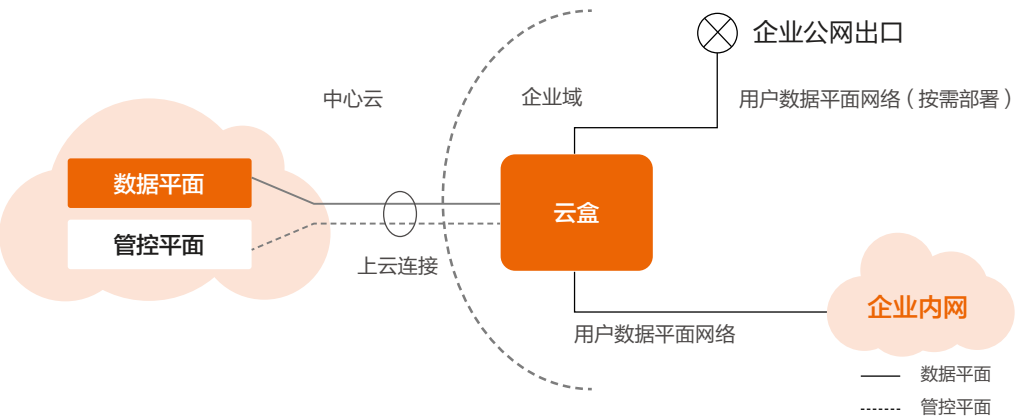 企业公网出口
中心云
企业域
用户数据平面网络（按需部署）
数据平面
管控平面
云盒
上云连接
企业内网
用户数据平面网络
数据平面
管控平面